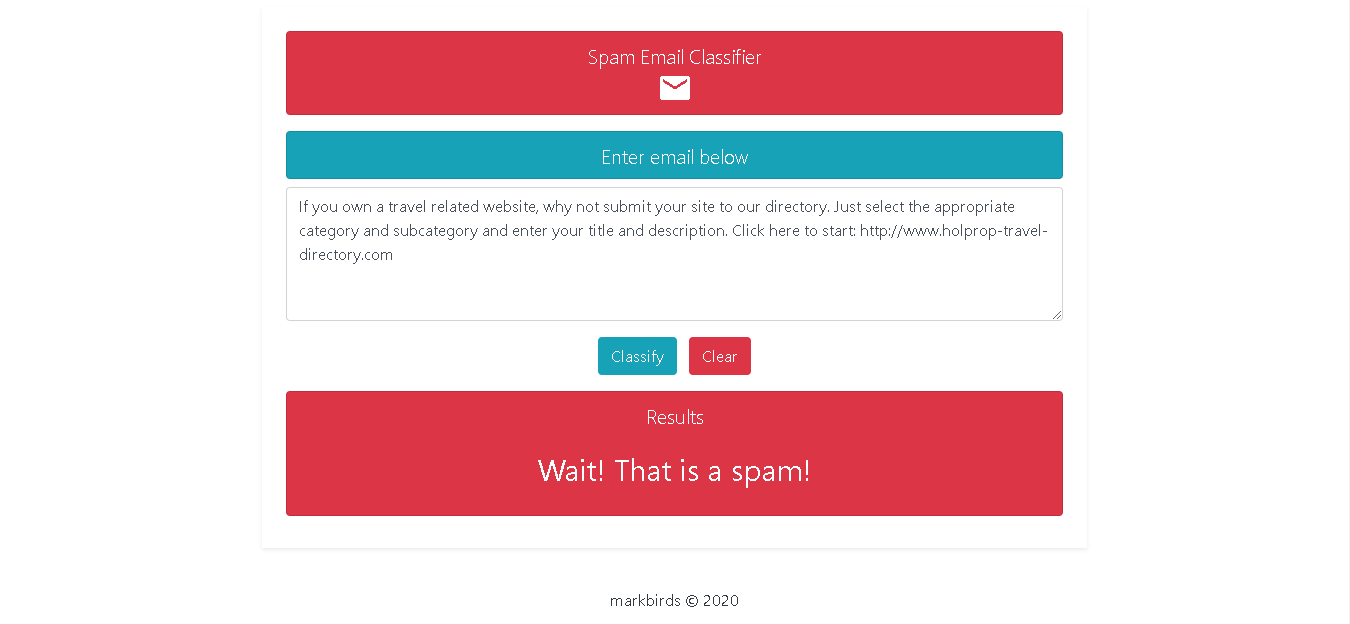 Spam Email Classifier
Enter email below
If you own a travel related website, why not submit your site to our directory. Just select the appropriate
category and subcategory and enter your title and description. Click here to start: http://www.holprop-travel-
directory.com
Classify Clear
Results
Wait! That is a spam!
markbirds © 2020